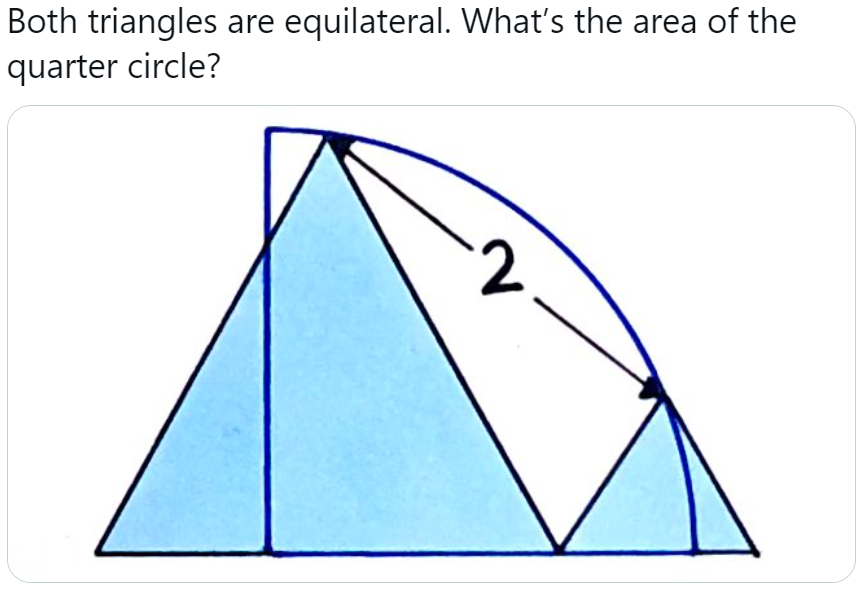 Both triangles are equilateral. What’s the area of the
quarter circle?
2